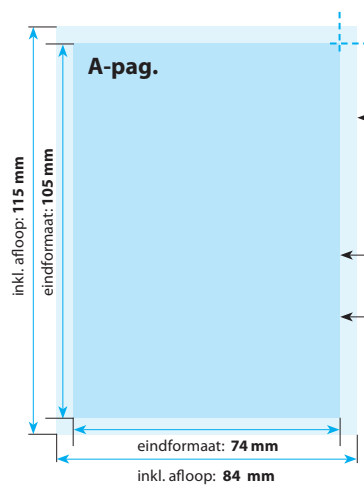 A-pag.
inkl. afloop: 115 mm
eindformaat: 105 mm
eindformaat: 74 mm
inkl. afloop: 84 mm